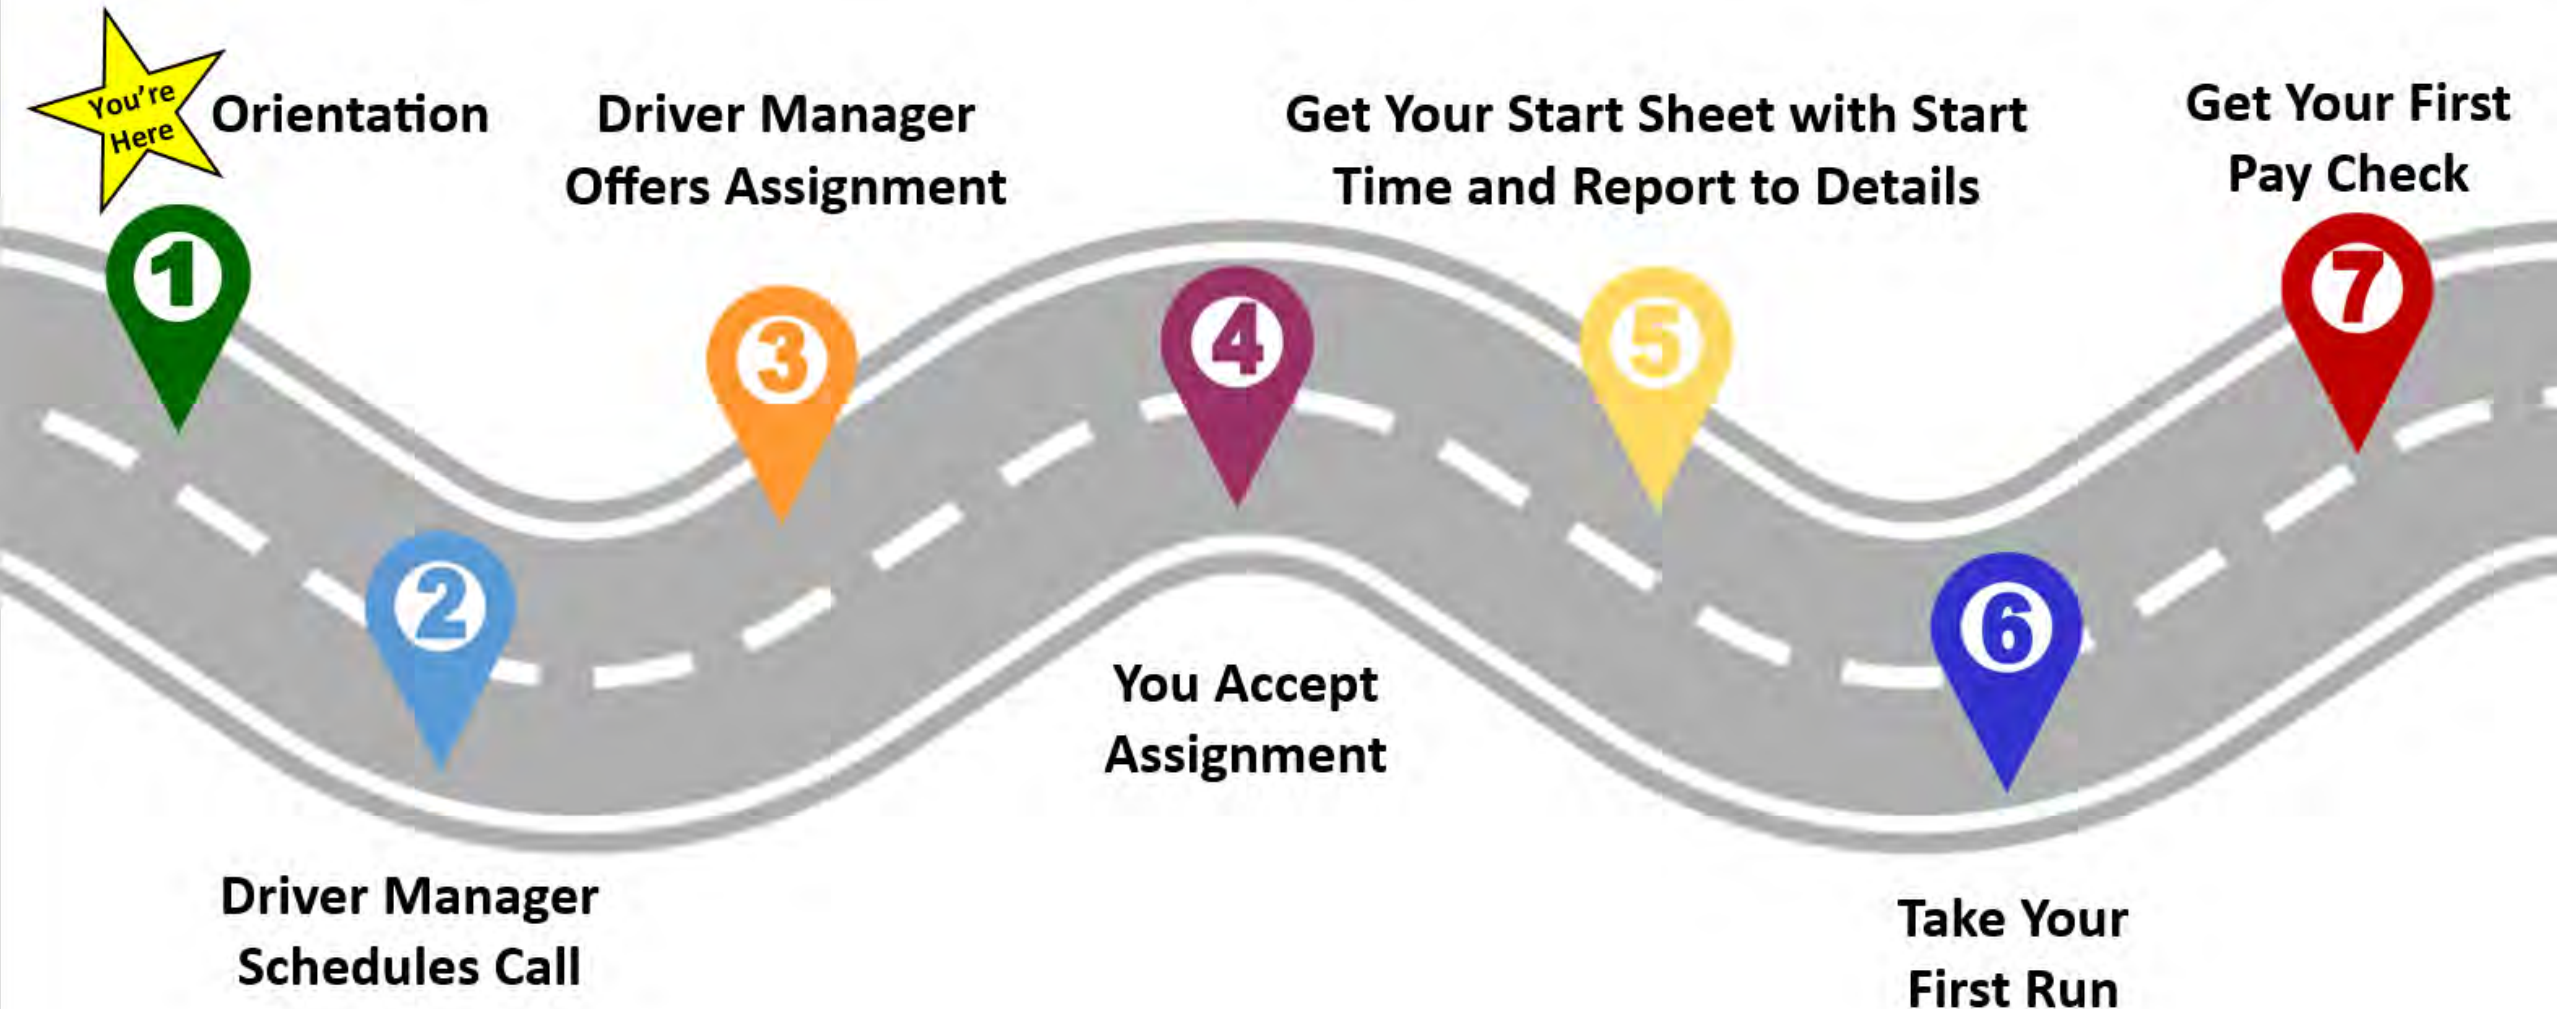 You're
Here
Orientation
1
Driver Manager
Schedules Call
2
Driver Manager
Offers Assignment
3
4
You Accept
Assignment
Get Your Start Sheet with Start
Time and Report to Details
5
6
Take Your
First Run
Get Your First
Pay Check
7